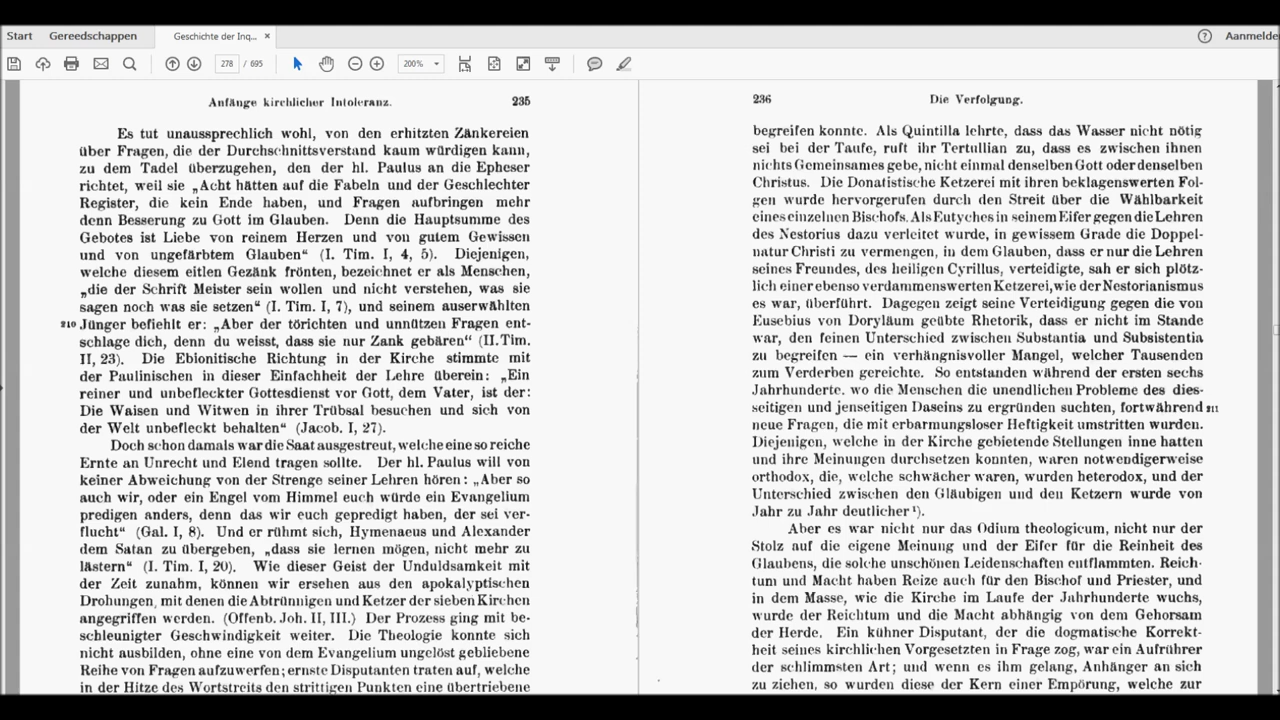 Start
Gereedschappen
Geschichte der Inq...
×
Aanmelde
278 / 695
200%
Anfänge kirchlicher Intoleranz.
235
Es tut unaussprechlich wohl, von den erhitzten Zänkereien
über Fragen, die der Durchschnittsverstand kaum würdigen kann,
zu dem Tadel überzugehen, den der hl. Paulus an die Epheser
richtet, weil sie „Acht hätten auf die Fabeln und der Geschlechter
Register, die kein Ende haben, und Fragen aufbringen mehr
denn Besserung zu Gott im Glauben. Denn die Hauptsumme des
Gebotes ist Liebe von reinem Herzen und von gutem Gewissen
und von ungefärbtem Glauben“ (I. Tim. I, 4, 5). Diejenigen,
welche diesem eitlen Gezänk frönten, bezeichnet er als Menschen,
„die der Schrift Meister sein wollen und nicht verstehen, was sie
sagen noch was sie setzen“ (I. Tim. I, 7), und seinem auserwählten
210 Jünger befiehlt er: „Aber der törichten und unnützen Fragen ent-
schlage dich, denn du weisst, dass sie nur Zank gebären“ (II. Tim.
II, 23). Die Ebionitische Richtung in der Kirche stimmte mit
der Paulinischen in dieser Einfachheit der Lehre überein: „Ein
reiner und unbefleckter Gottesdienst vor Gott, dem Vater, ist der:
Die Waisen und Witwen in ihrer Trübsal besuchen und sich von
der Welt unbefleckt behalten“ (Jacob. I, 27).
Doch schon damals war die Saat ausgestreut, welche eine so reiche
Ernte an Unrecht und Elend tragen sollte. Der hl. Paulus will von
keiner Abweichung von der Strenge seiner Lehren hören: „Aber so
auch wir, oder ein Engel vom Himmel euch würde ein Evangelium
predigen anders, denn das wir euch gepredigt haben, der sei ver-
flucht“ (Gal. I, 8). Und er rühmt sich, Hymenaeus und Alexander
dem Satan zu übergeben, „dass sie lernen mögen, nicht mehr zu
lästern“ (I. Tim. I, 20). Wie dieser Geist der Unduldsamkeit mit
der Zeit zunahm, können wir ersehen aus den apokalyptischen
Drohungen, mit denen die Abtrünnigen und Ketzer der sieben Kirchen
angegriffen werden. (Offenb. Joh. II, III.) Der Prozess ging mit be-
schleunigter Geschwindigkeit weiter. Die Theologie konnte sich
nicht ausbilden, ohne eine von dem Evangelium ungelöst gebliebene
Reihe von Fragen aufzuwerfen; ernste Disputanten traten auf, welche
in der Hitze des Wortstreits den strittigen Punkten eine übertriebene
236
Die Verfolgung.
begreifen konnte. Als Quintilla lehrte, dass das Wasser nicht nötig
sei bei der Taufe, ruft ihr Tertullian zu, dass es zwischen ihnen
nichts Gemeinsames gebe, nicht einmal denselben Gott oder denselben
Christus. Die Donatistische Ketzerei mit ihren beklagenswerten Fol-
gen wurde hervorgerufen durch den Streit über die Wählbarkeit
eines einzelnen Bischofs. Als Eutyches in seinem Eifer gegen die Lehren
des Nestorius dazu verleitet wurde, in gewissem Grade die Doppel-
natur Christi zu vermengen, in dem Glauben, dass er nur die Lehren
seines Freundes, des heiligen Cyrillus, verteidigte, sah er sich plötz-
lich einer ebenso verdammenswerten Ketzerei, wie der Nestorianismus
es war, überführt. Dagegen zeigt seine Verteidigung gegen die von
Eusebius von Doryläum geübte Rhetorik, dass er nicht im Stande
war, den feinen Unterschied zwischen Substantia und Subsistentia
zu begreifen — ein verhängnisvoller Mangel, welcher Tausenden
zum Verderben gereichte. So entstanden während der ersten sechs
Jahrhunderte, wo die Menschen die unendlichen Probleme des dies-
seitigen und jenseitigen Daseins zu ergründen suchten, fortwährend 211
neue Fragen, die mit erbarmungsloser Heftigkeit umstritten wurden.
Diejenigen, welche in der Kirche gebietende Stellungen inne hatten
und ihre Meinungen durchsetzen konnten, waren notwendigerweise
orthodox, die, welche schwächer waren, wurden heterodox, und der
Unterschied zwischen den Gläubigen und den Ketzern wurde von
Jahr zu Jahr deutlicher ¹).
Aber es war nicht nur das Odium theologicum, nicht nur der
Stolz auf die eigene Meinung und der Eifer für die Reinheit des
Glaubens, die solche unschönen Leidenschaften entflammten. Reich-
tum und Macht haben Reize auch für den Bischof und Priester, und
in dem Masse, wie die Kirche im Laufe der Jahrhunderte wuchs,
wurde der Reichtum und die Macht abhängig von dem Gehorsam
der Herde. Ein kühner Disputant, der die dogmatische Korrekt-
heit seines kirchlichen Vorgesetzten in Frage zog, war ein Aufrührer
der schlimmsten Art; und wenn es ihm gelang, Anhänger an sich
zu ziehen, so wurden diese der Kern einer Empörung, welche zur